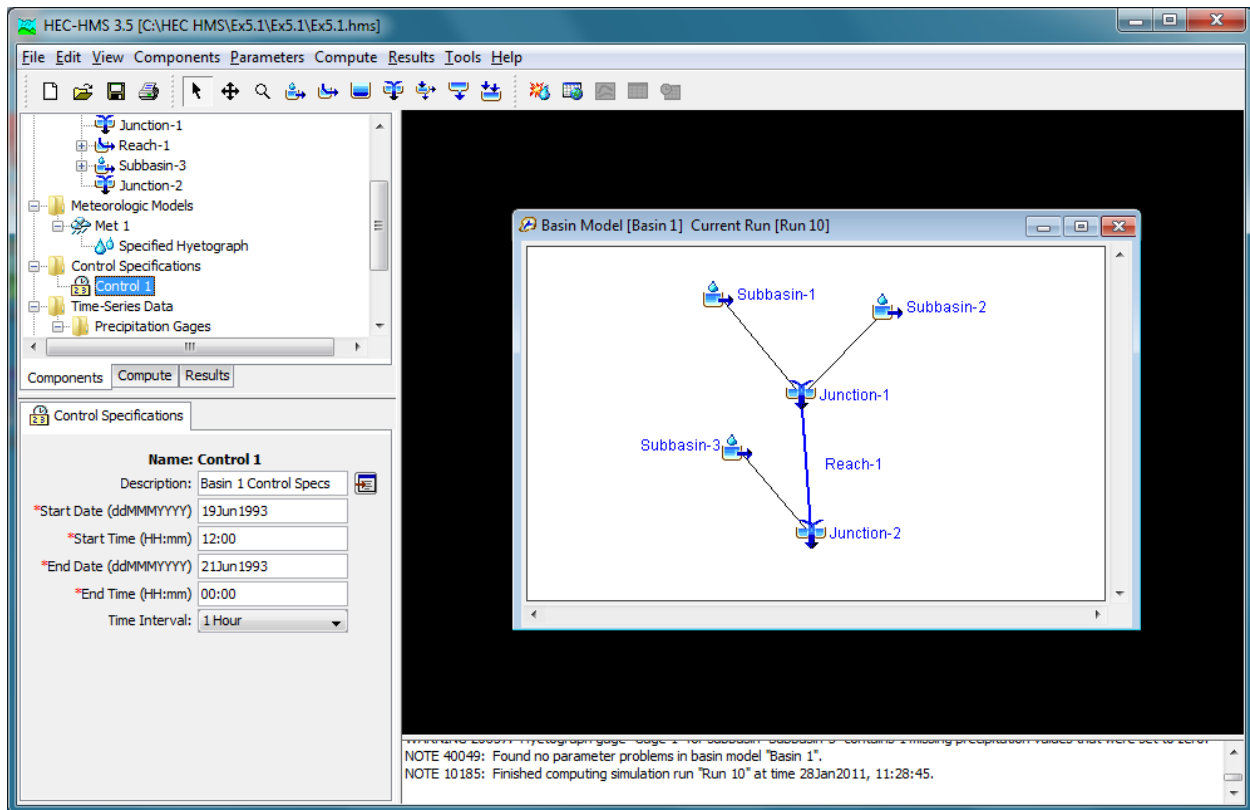 HEC-HMS 3.5 [C:\HEC HMS\Ex5.1\Ex5.1\Ex5.1.hms]
File Edit View Components Parameters Compute Results Tools Help
Junction-1
Reach-1
Subbasin-3
Junction-2
Meteorologic Models
Met 1
Specified Hyetograph
Control Specifications
Control 1
Time-Series Data
Precipitation Gages
Components Compute Results
Control Specifications
Name: Control 1
Description: Basin 1 Control Specs
*Start Date (ddMMMYYYY) 19Jun1993
*Start Time (HH:mm) 12:00
*End Date (ddMMMYYYY) 21Jun1993
*End Time (HH:mm) 00:00
Time Interval: 1 Hour
Basin Model [Basin 1] Current Run [Run 10]
Subbasin-1
Subbasin-2
Junction-1
Subbasin-3
Reach-1
Junction-2
NOTE 40049: Found no parameter problems in basin model "Basin 1".
NOTE 10185: Finished computing simulation run "Run 10" at time 28Jan2011, 11:28:45.